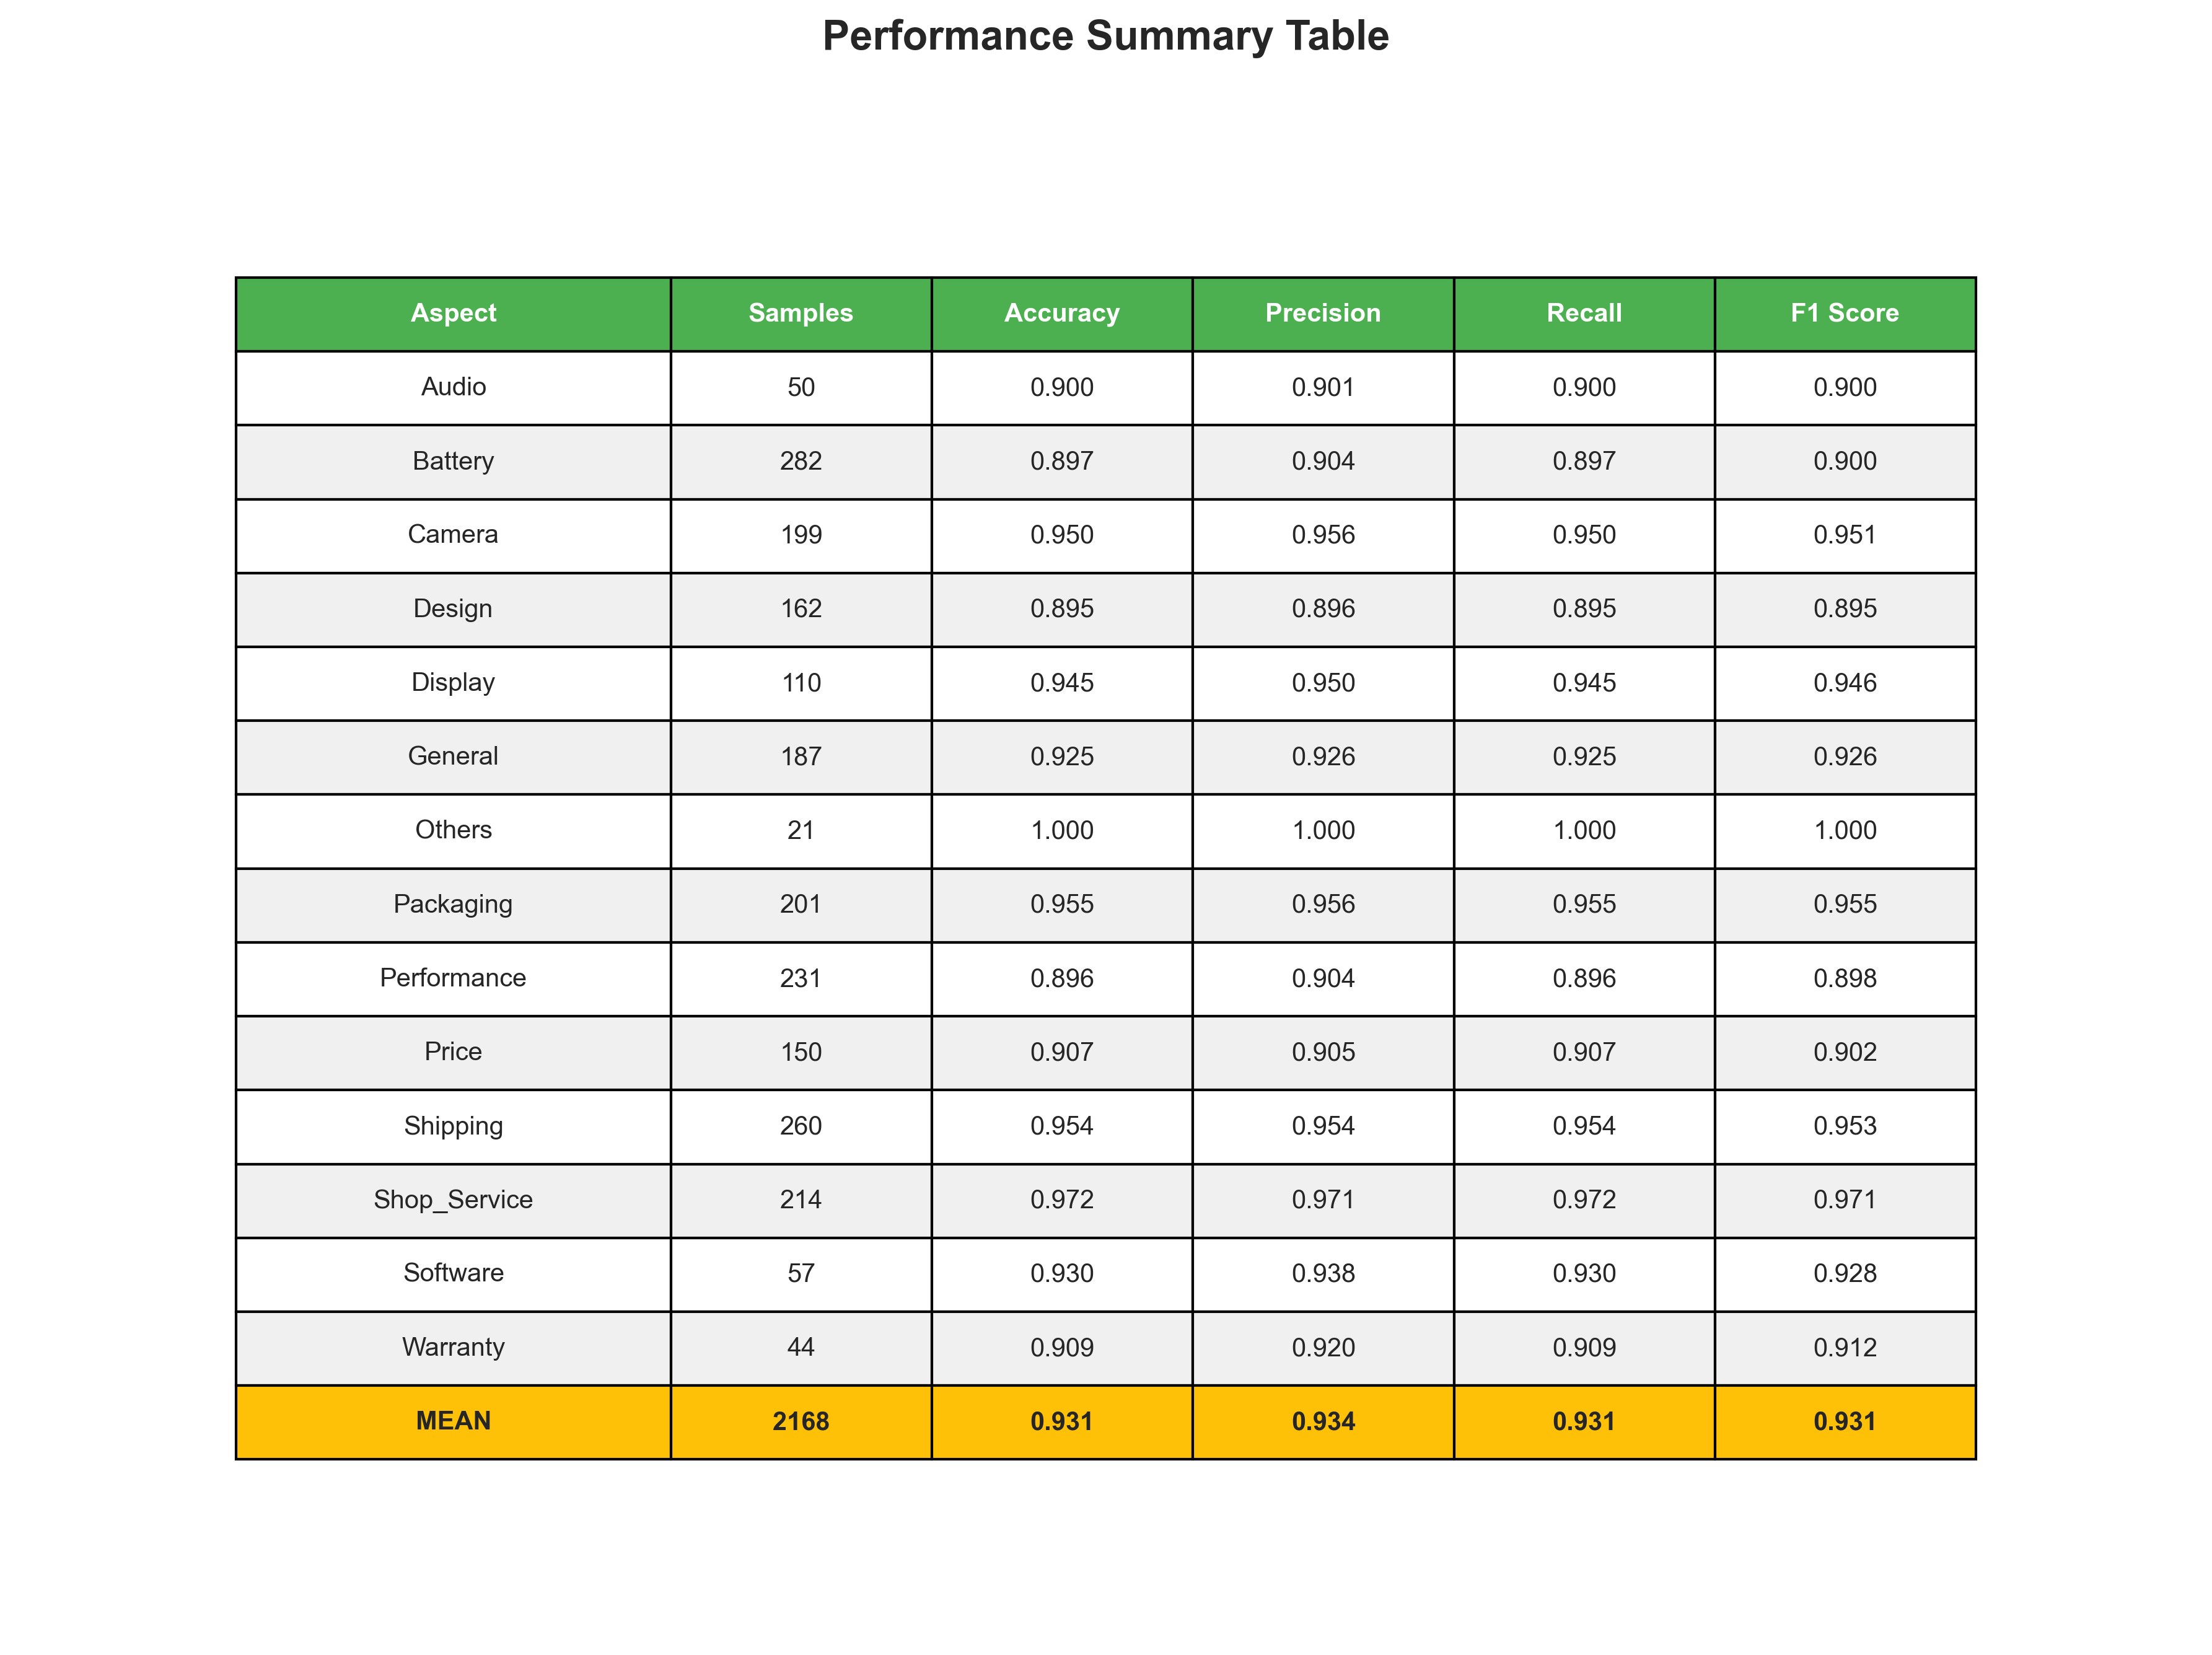 Performance Summary Table
Aspect Samples Accuracy Precision Recall F1 Score
Audio 50 0.900 0.901 0.900 0.900
Battery 282 0.897 0.904 0.897 0.900
Camera 199 0.950 0.956 0.950 0.951
Design 162 0.895 0.896 0.895 0.895
Display 110 0.945 0.950 0.945 0.946
General 187 0.925 0.926 0.925 0.926
Others 21 1.000 1.000 1.000 1.000
Packaging 201 0.955 0.956 0.955 0.955
Performance 231 0.896 0.904 0.896 0.898
Price 150 0.907 0.905 0.907 0.902
Shipping 260 0.954 0.954 0.954 0.953
Shop_Service 214 0.972 0.971 0.972 0.971
Software 57 0.930 0.938 0.930 0.928
Warranty 44 0.909 0.920 0.909 0.912
MEAN 2168 0.931 0.934 0.931 0.931